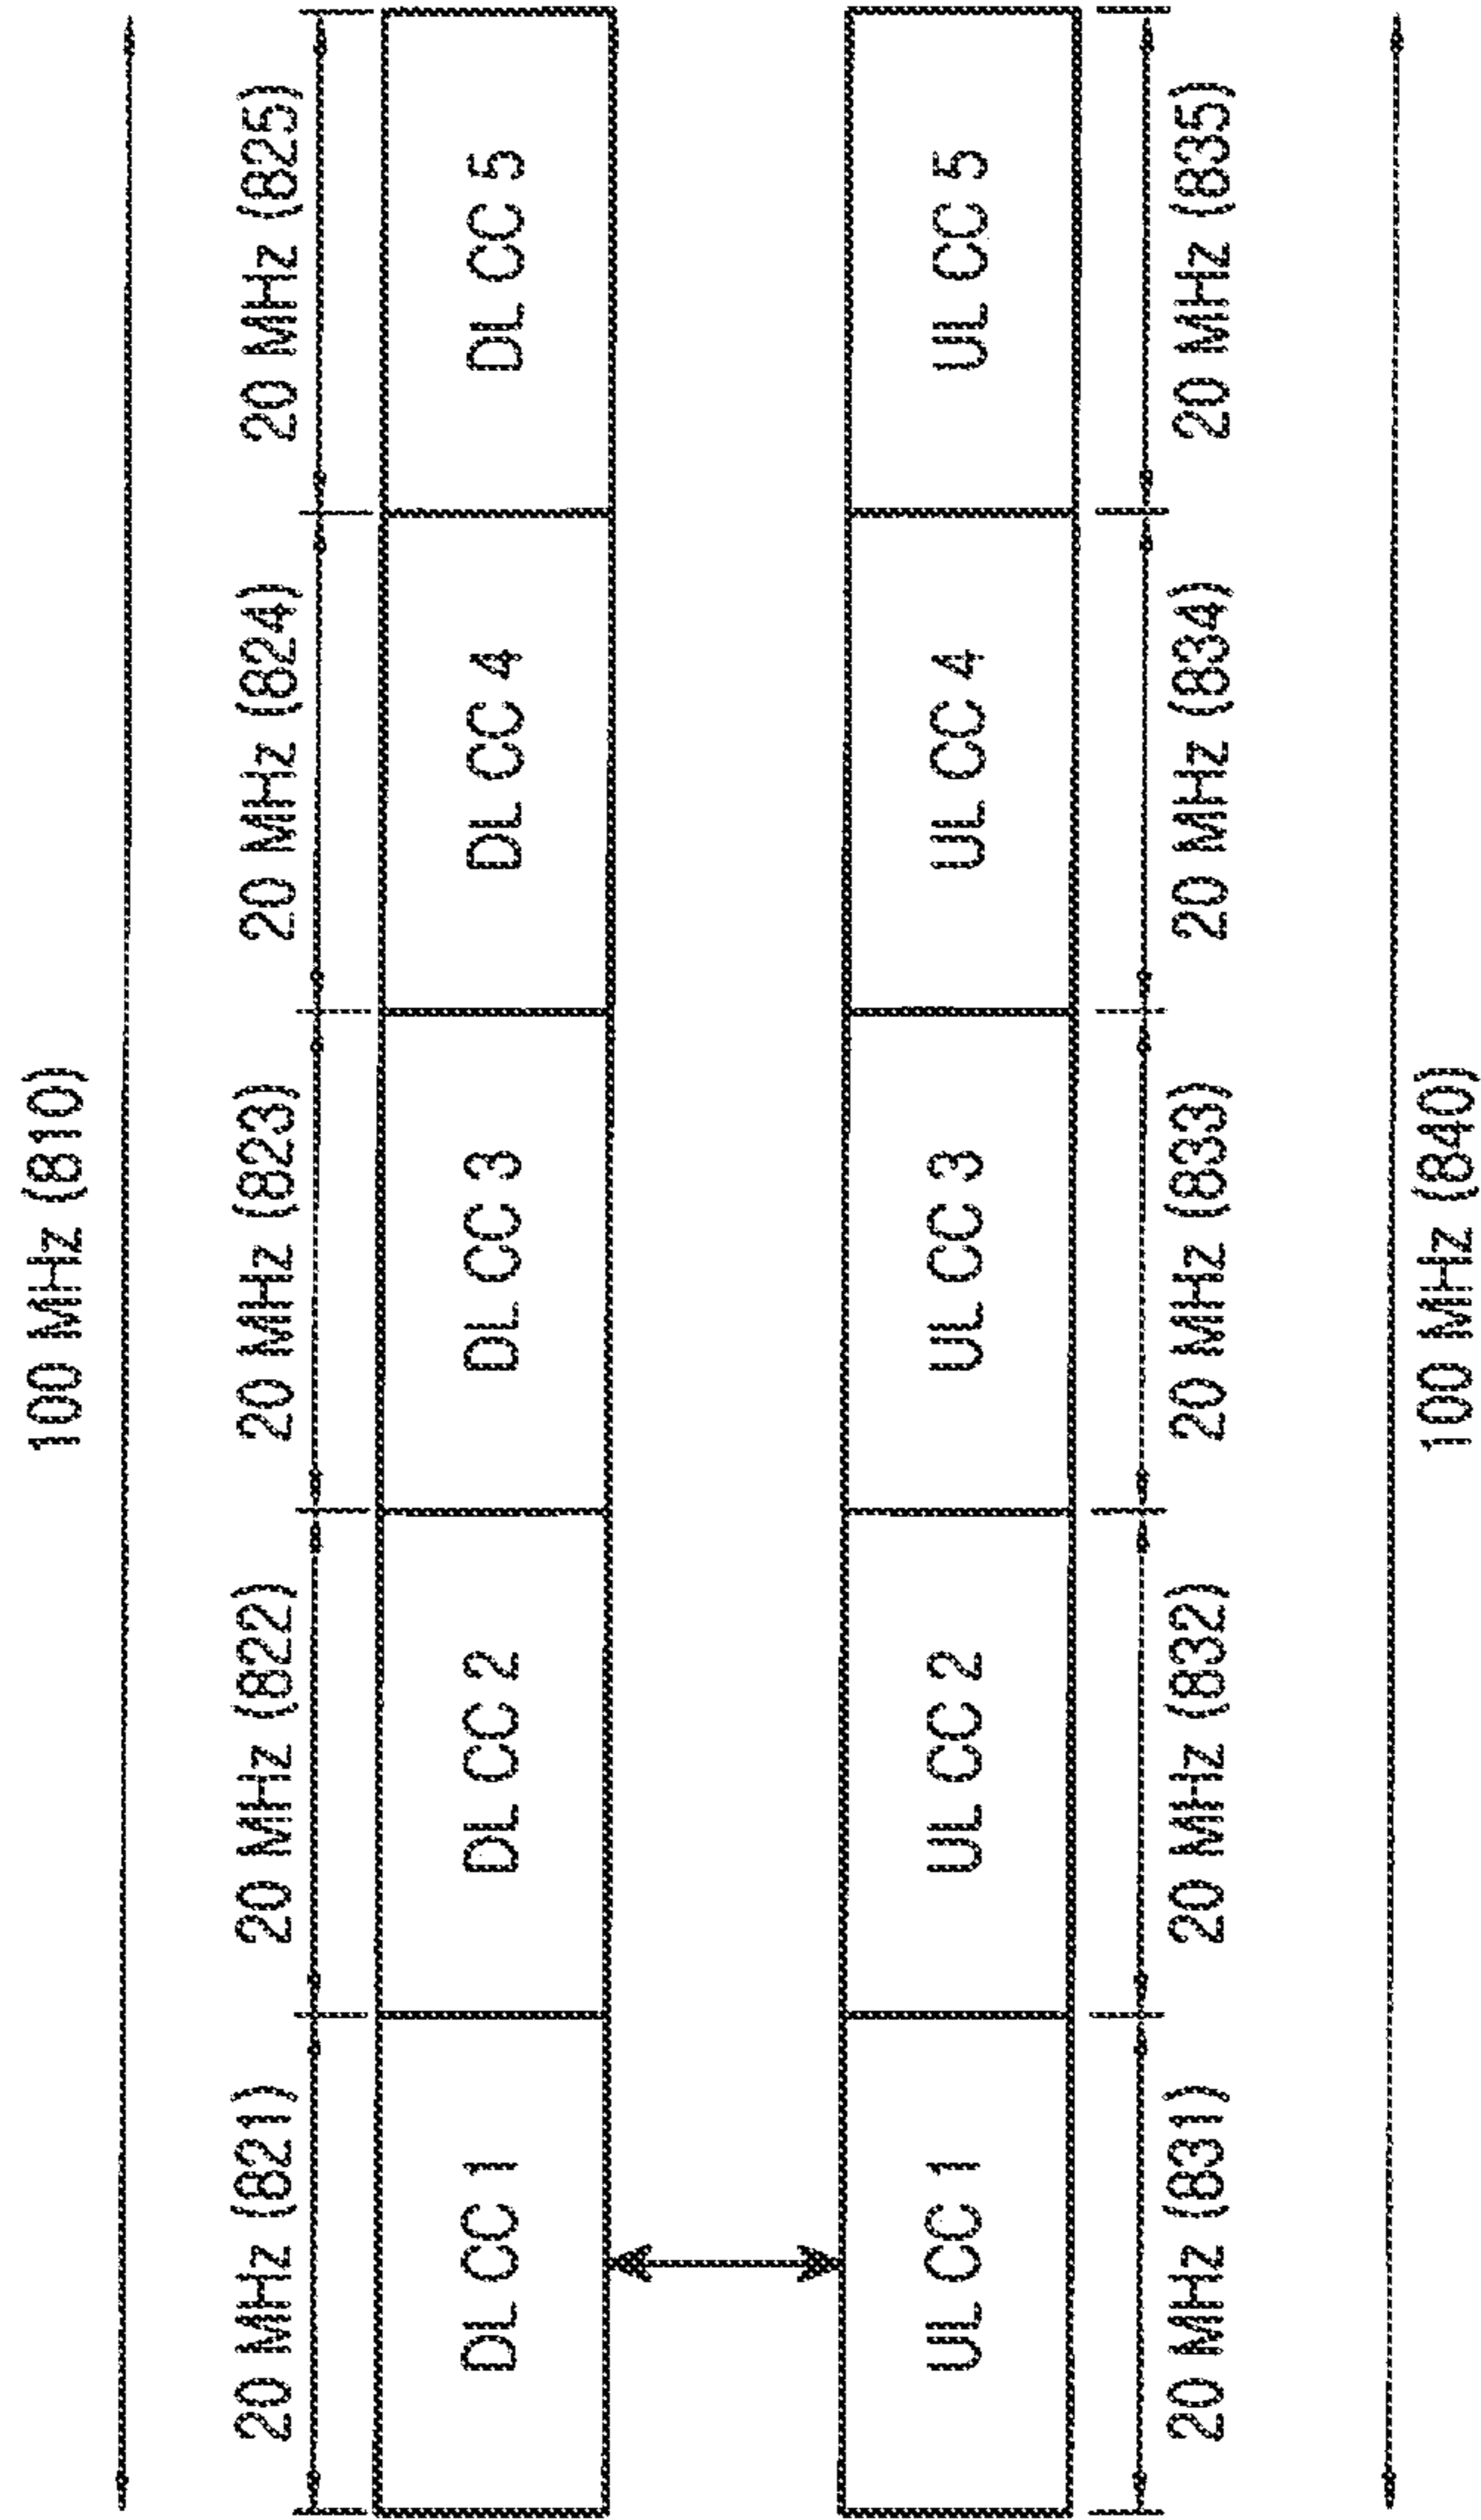 100 MHz (810)
20 MHz (821) 20 MHz (822) 20 MHz (823) 20 MHz (824) 20 MHz (825)
DL CC 1 DL CC 2 DL CC 3 DL CC 4 DL CC 5
UL CC 1 UL CC 2 UL CC 3 UL CC 4 UL CC 5
20 MHz (831) 20 MHz (832) 20 MHz (833) 20 MHz (834) 20 MHz (835)
100 MHz (840)